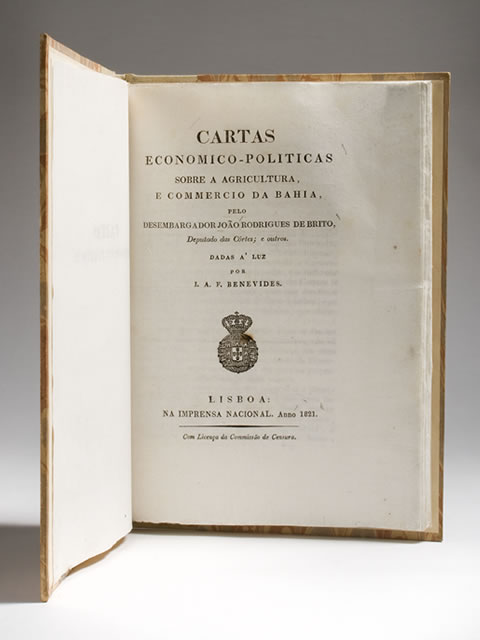 CARTAS
ECONOMICO-POLITICAS
SOBRE A AGRICULTURA,
E COMMERCIO DA BAHIA,
PELO
DESEMBARGADOR JOÃO RODRIGUES DE BRITO,
Deputado das Côrtes; e outros.
DADAS A' LUZ
POR
I. A. F. BENEVIDES.
LISBOA:
NA IMPRENSA NACIONAL. Anno 1821.
Com Licença da Commissão de Censura.